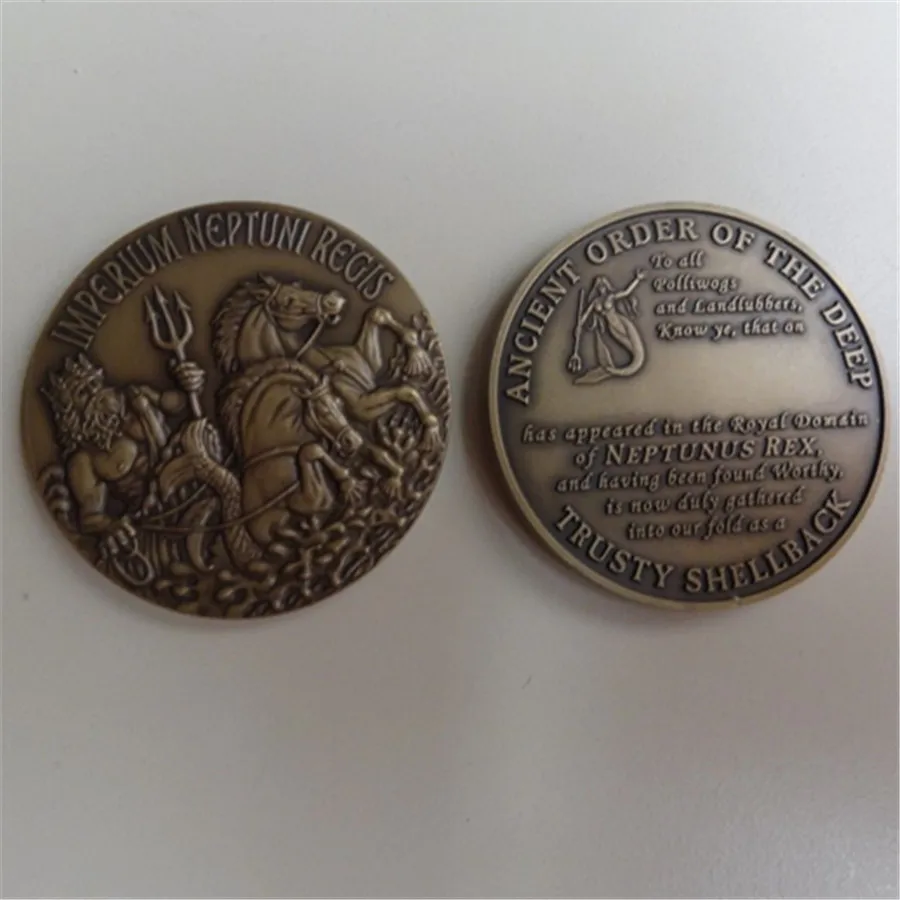 IMPERIUM NEPTUNI REGIS
ANCIENT ORDER OF THE DEEP
To all
Polliwogs
and Landlubbers,
Know ye, that on
has appeared in the Royal Domain
of NEPTUNUS REX,
and having been found Worthy,
is now duly gathered
into our fold as a
TRUSTY SHELLBACK